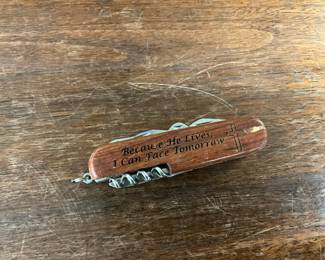 Because He Lives,
I Can Face Tomorrow